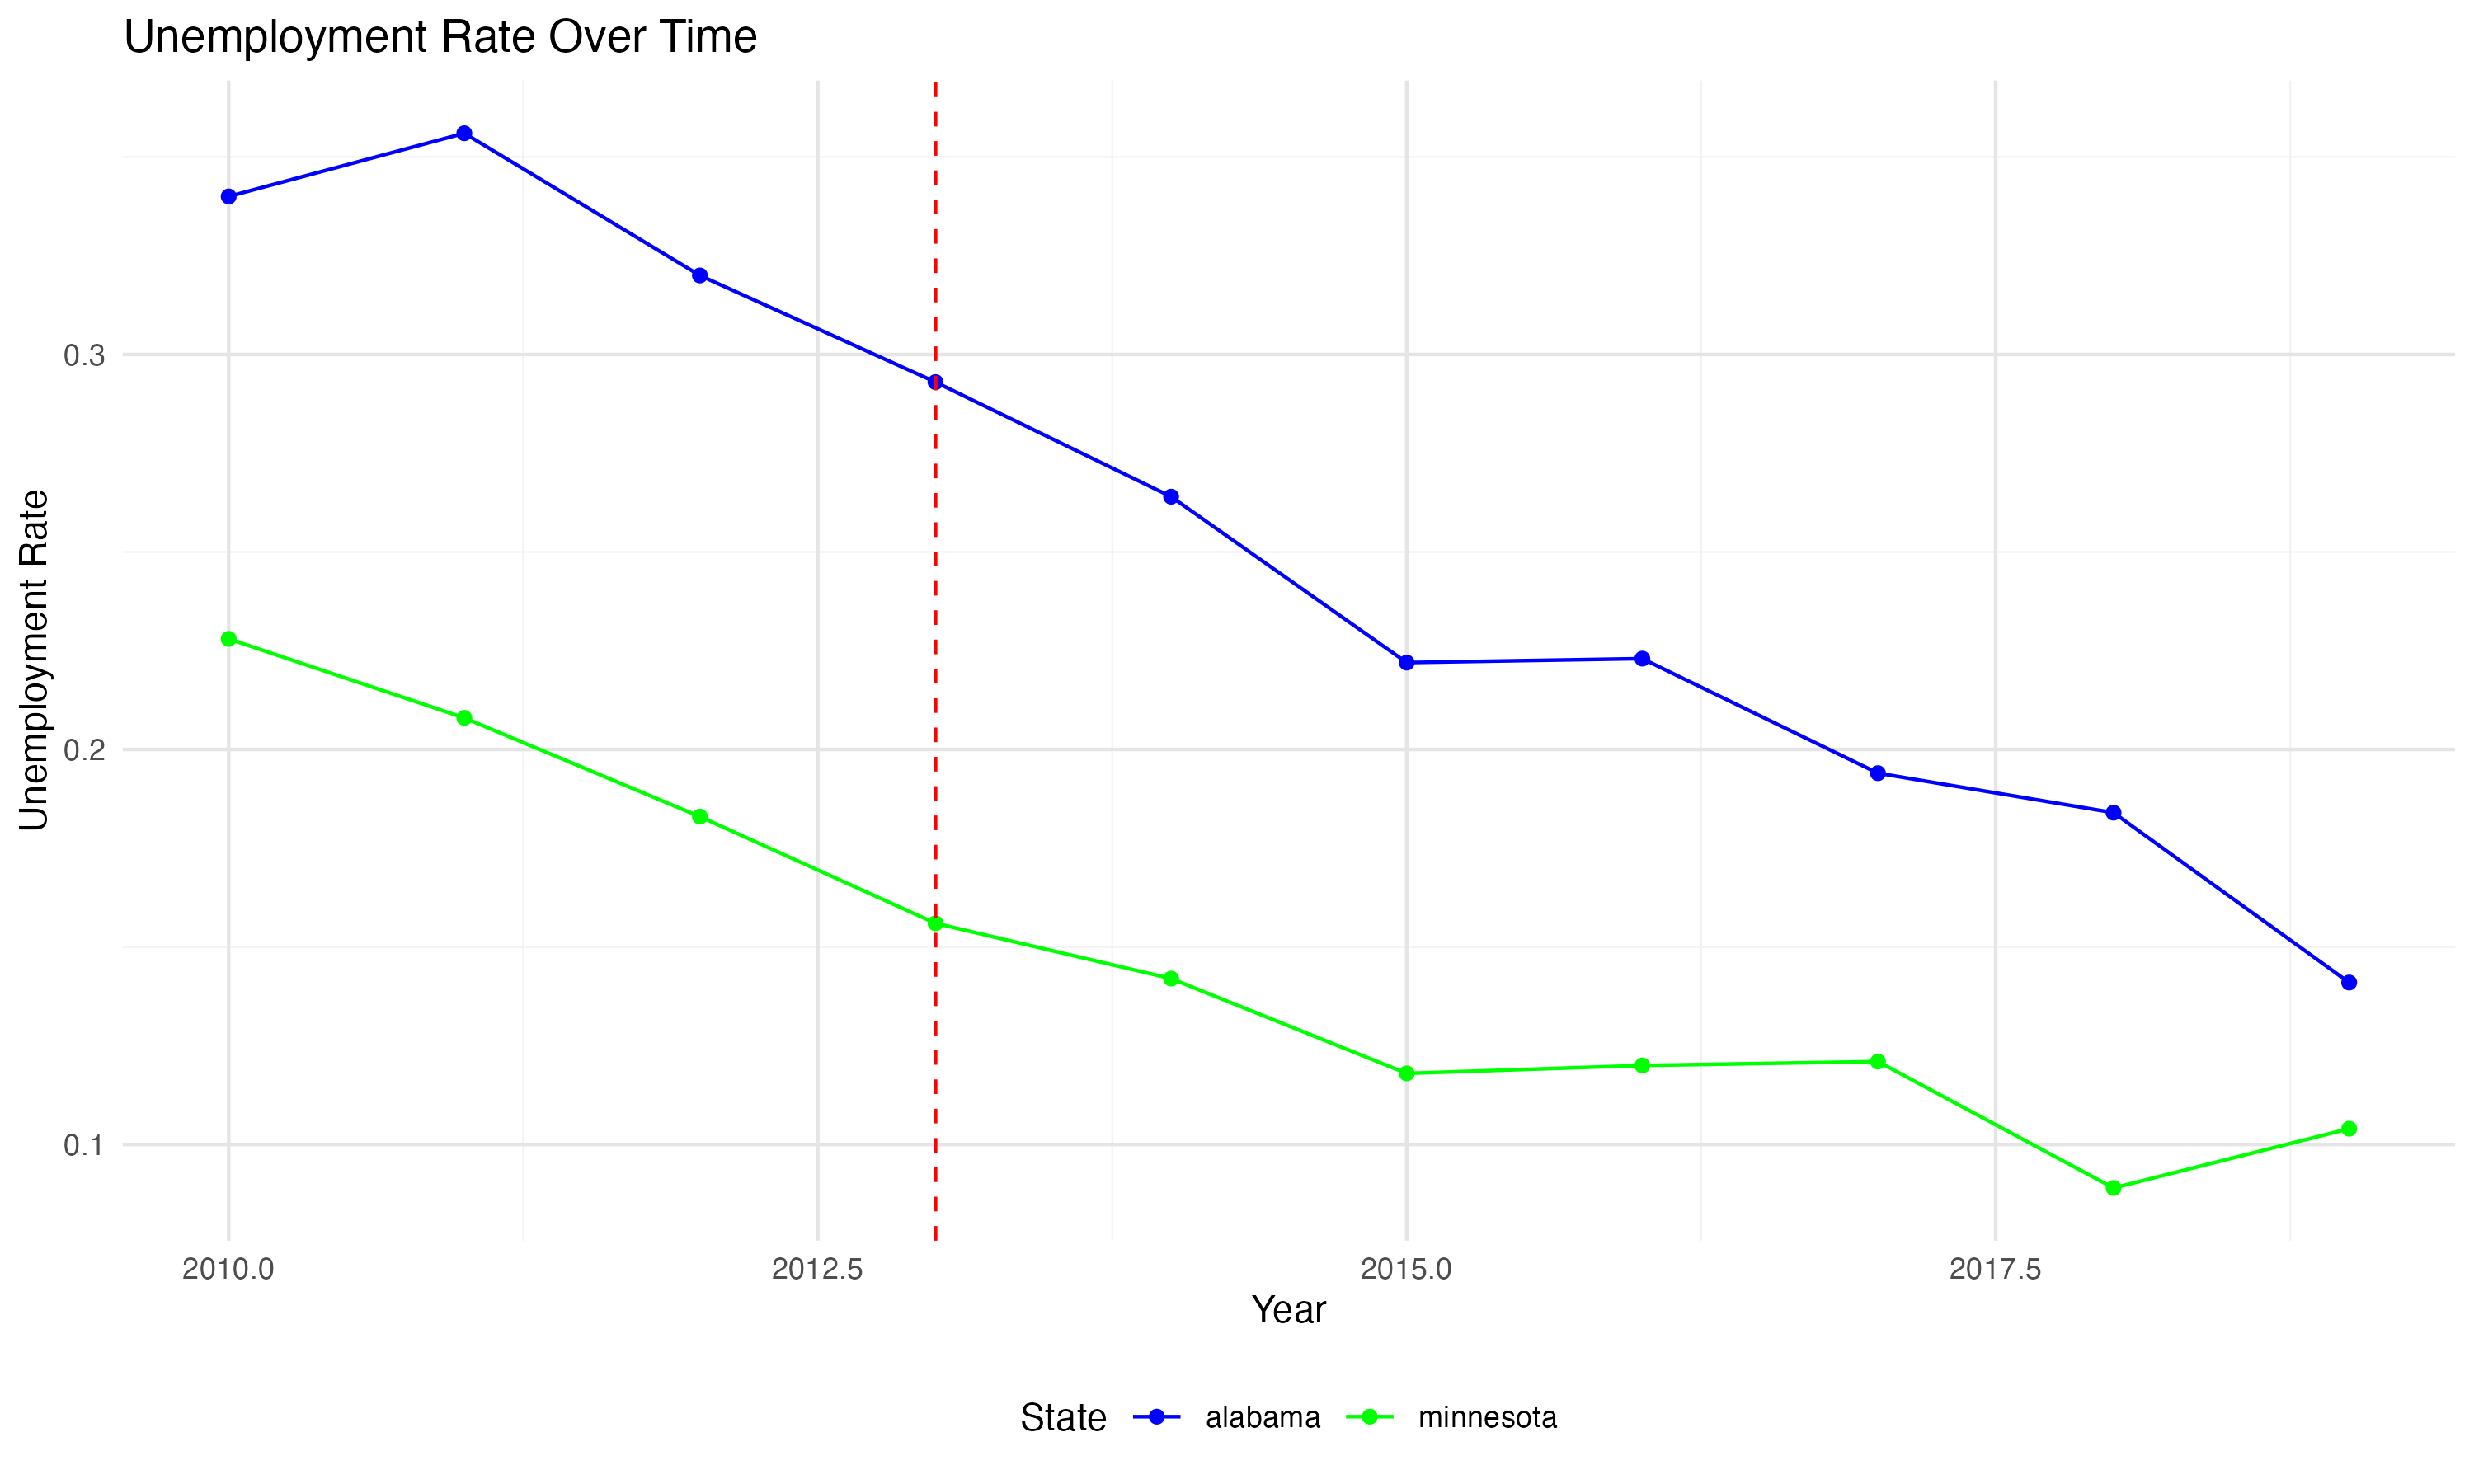 Unemployment Rate Over Time
Unemployment Rate
0.3
0.2
0.1
2010.0 2012.5 2015.0 2017.5
Year
State alabama minnesota